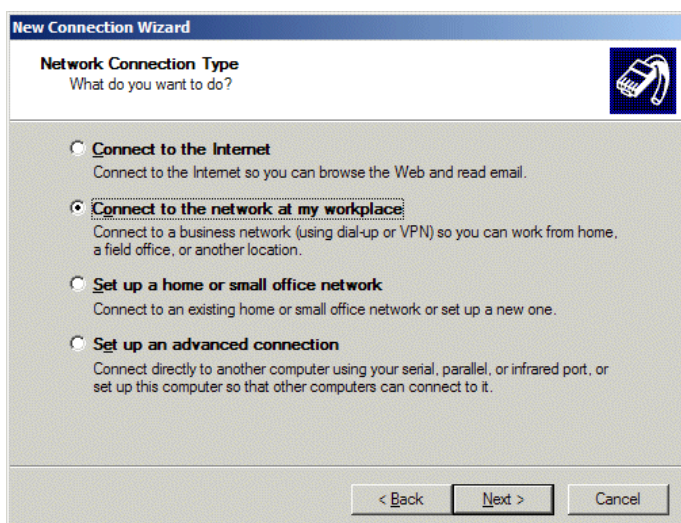 New Connection Wizard
Network Connection Type
What do you want to do?
Connect to the Internet
Connect to the Internet so you can browse the Web and read email.
Connect to the network at my workplace
Connect to a business network (using dial-up or VPN) so you can work from home,
a field office, or another location.
Set up a home or small office network
Connect to an existing home or small office network or set up a new one.
Set up an advanced connection
Connect directly to another computer using your serial, parallel, or infrared port, or
set up this computer so that other computers can connect to it.
< Back Next > Cancel